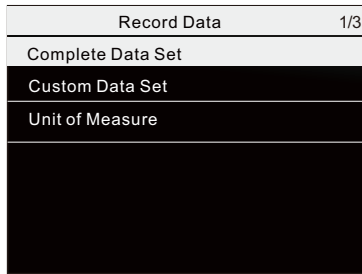 Record Data 1/3
Complete Data Set
Custom Data Set
Unit of Measure